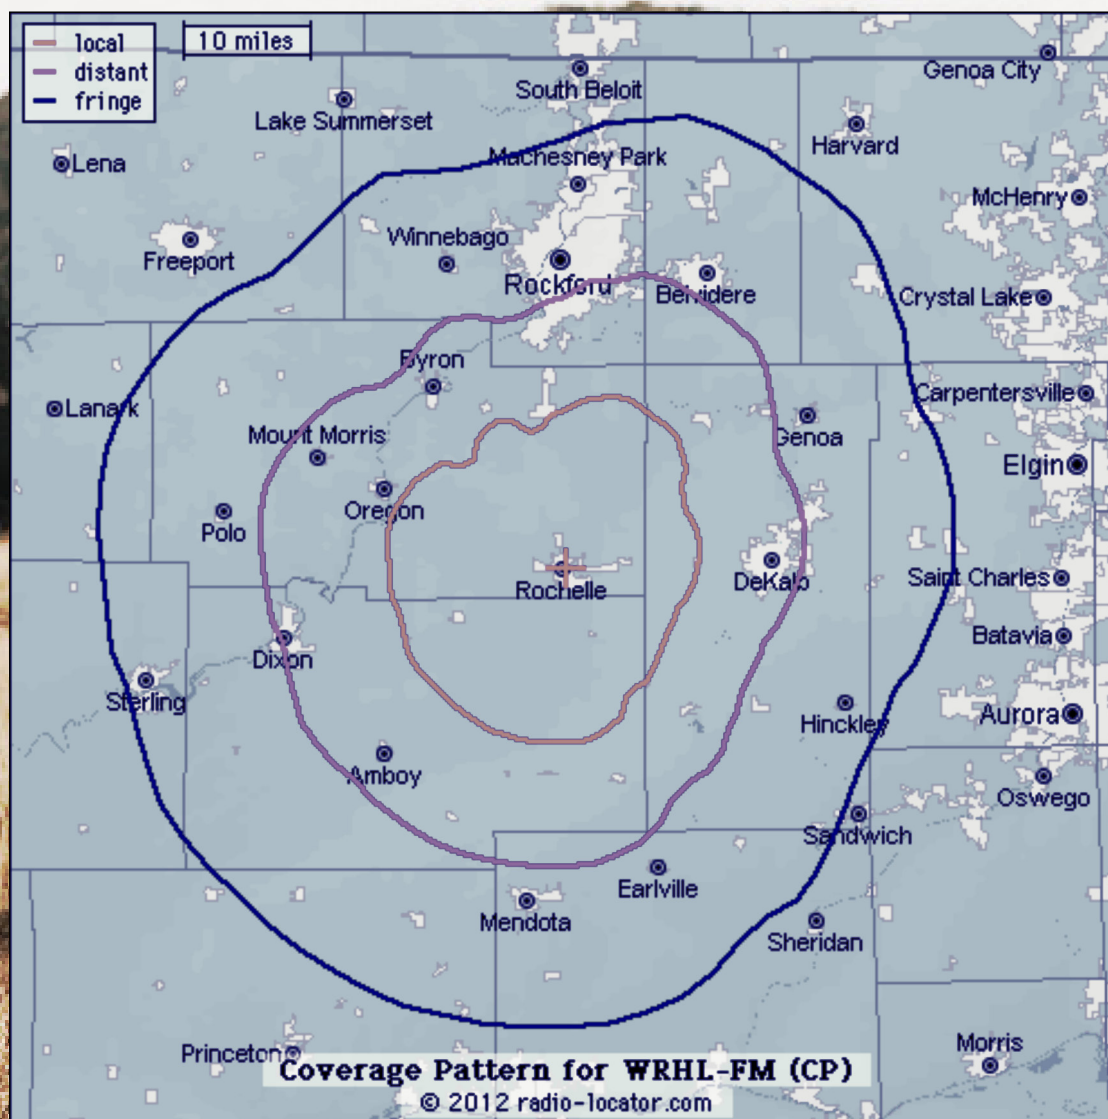 local
distant
fringe
10 miles
Genoa City
South Beloit
Lake Summerset
Harvard
Lena
Machesney Park
McHenry
Winnebago
Freeport
Rockford
Belvidere
Crystal Lake
Byron
Lanark
Carpentersville
Mount Morris
Genoa
Elgin
Oregon
Polo
Rochelle
DeKalb
Saint Charles
Batavia
Dixon
Sterling
Hinckley
Aurora
Amboy
Oswego
Sandwich
Earlville
Mendota
Sheridan
Princeton
Morris
Coverage Pattern for WRHL-FM (CP)
© 2012 radio-locator.com